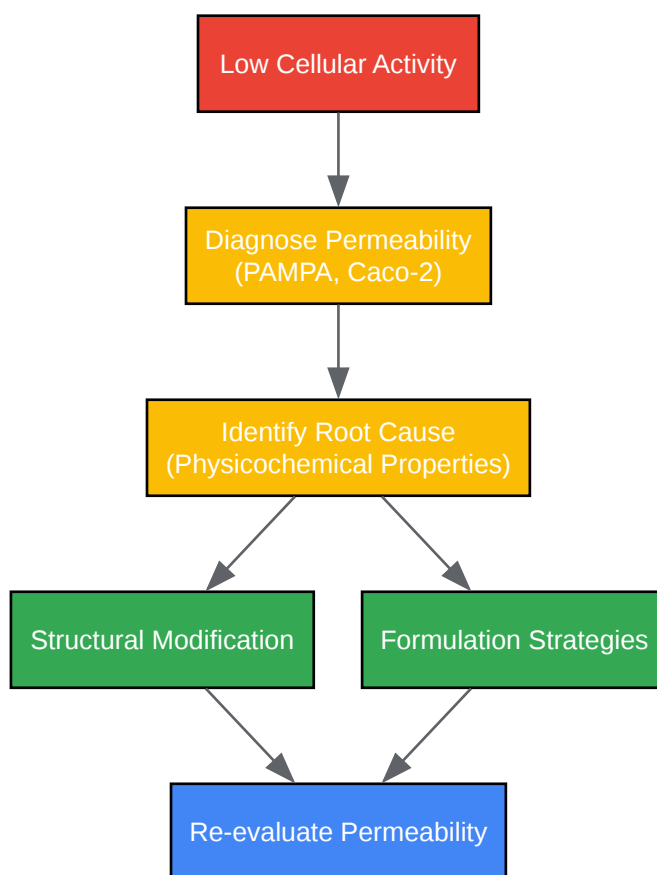 Low Cellular Activity
Diagnose Permeability
(PAMPA, Caco-2)
Identify Root Cause
(Physicochemical Properties)
Structural Modification
Formulation Strategies
Re-evaluate Permeability